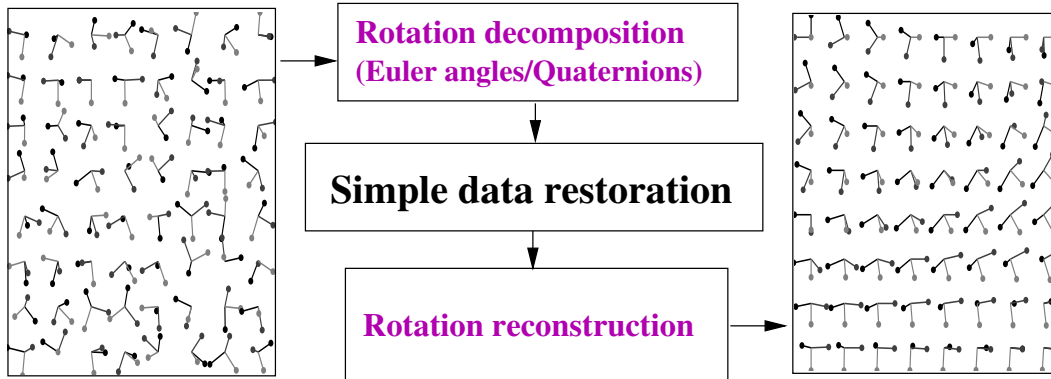 Rotation decomposition
(Euler angles/Quaternions)
Simple data restoration
Rotation reconstruction